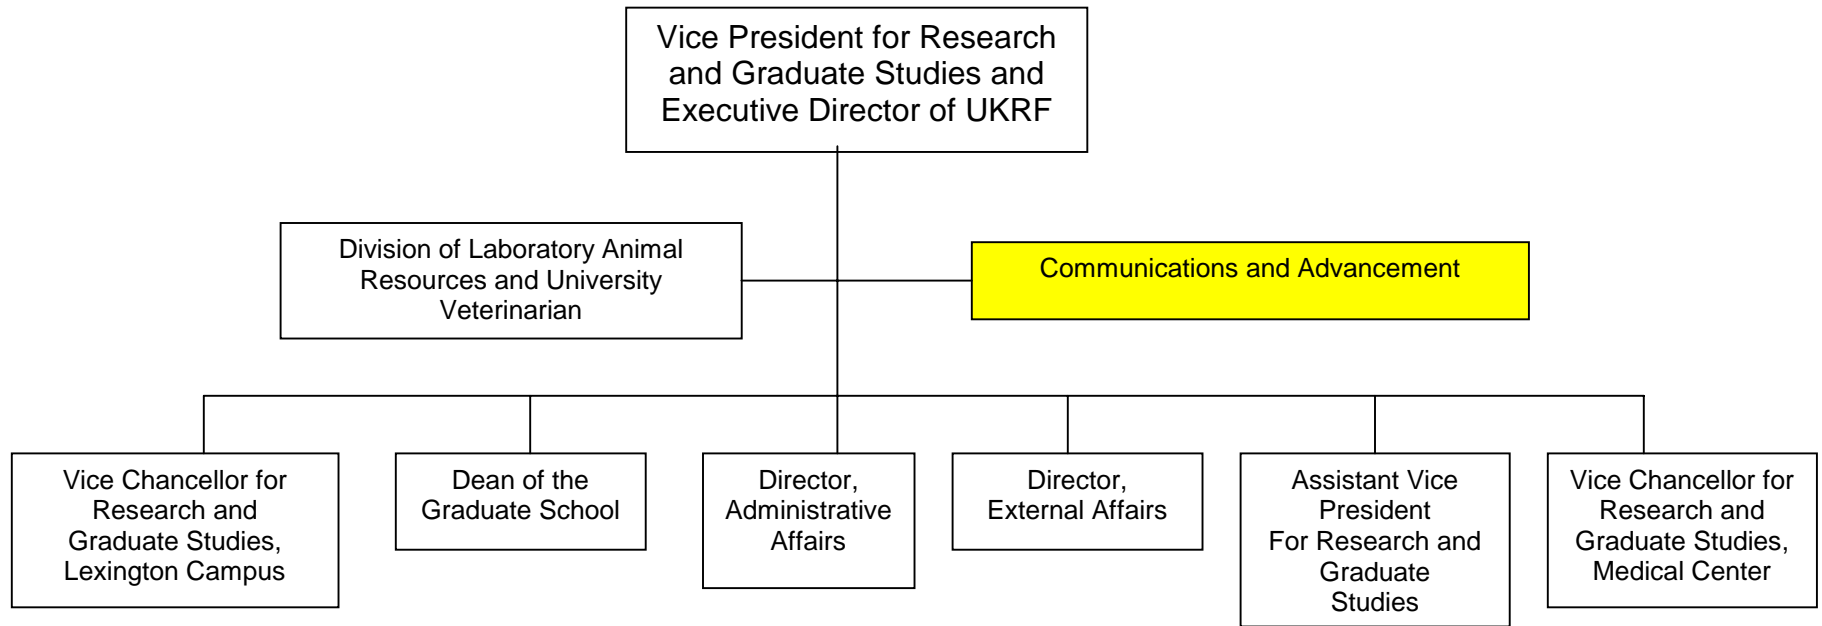 Vice President for Research
and Graduate Studies and
Executive Director of UKRF
Division of Laboratory Animal
Resources and University
Veterinarian
Communications and Advancement
Vice Chancellor for
Research and
Graduate Studies,
Lexington Campus
Dean of the
Graduate School
Director,
Administrative
Affairs
Director,
External Affairs
Assistant Vice
President
For Research and
Graduate
Studies
Vice Chancellor for
Research and
Graduate Studies,
Medical Center